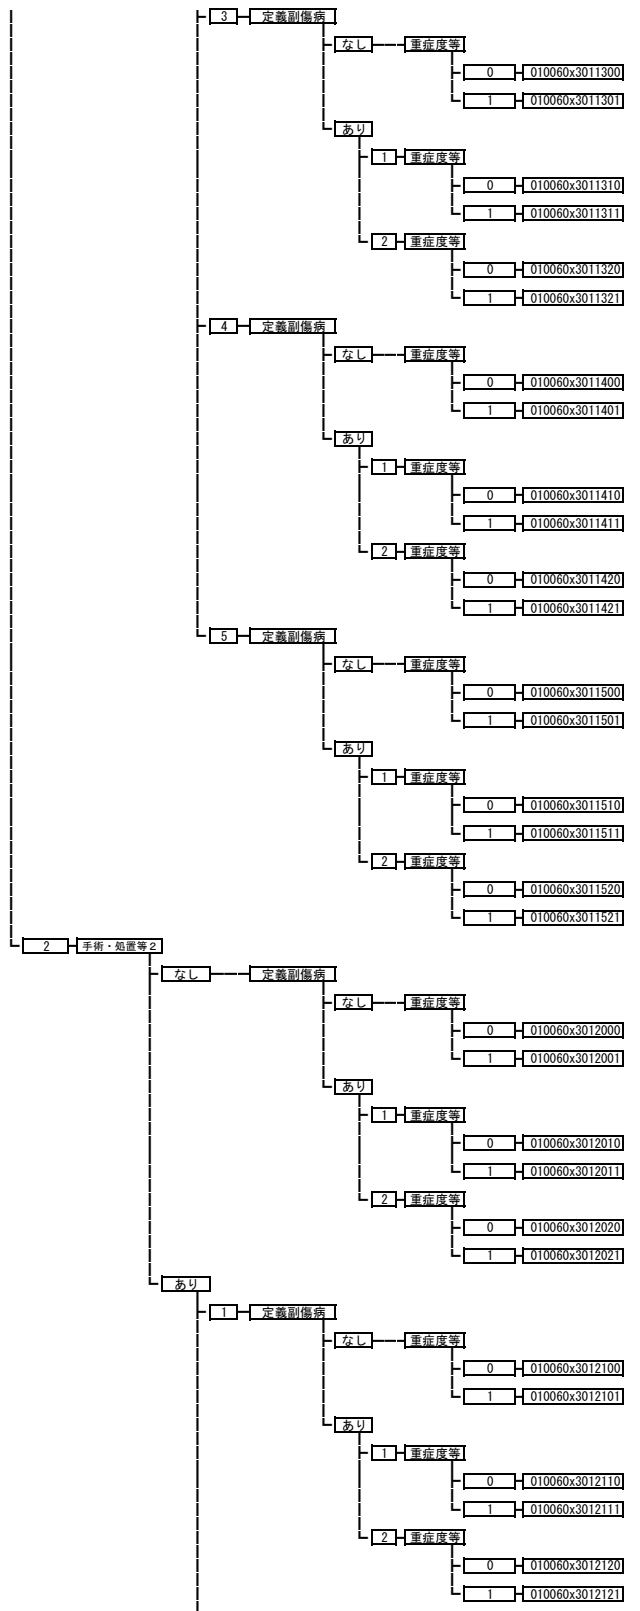 3 定義副傷病
なし 重症度等
0 010060x3011300
1 010060x3011301
あり
1 重症度等
0 010060x3011310
1 010060x3011311
2 重症度等
0 010060x3011320
1 010060x3011321
4 定義副傷病
なし 重症度等
0 010060x3011400
1 010060x3011401
あり
1 重症度等
0 010060x3011410
1 010060x3011411
2 重症度等
0 010060x3011420
1 010060x3011421
5 定義副傷病
なし 重症度等
0 010060x3011500
1 010060x3011501
あり
1 重症度等
0 010060x3011510
1 010060x3011511
2 重症度等
0 010060x3011520
1 010060x3011521
2 手術・処置等2
なし 定義副傷病
なし 重症度等
0 010060x3012000
1 010060x3012001
あり
1 重症度等
0 010060x3012010
1 010060x3012011
2 重症度等
0 010060x3012020
1 010060x3012021
あり
1 定義副傷病
なし 重症度等
0 010060x3012100
1 010060x3012101
あり
1 重症度等
0 010060x3012110
1 010060x3012111
2 重症度等
0 010060x3012120
1 010060x3012121